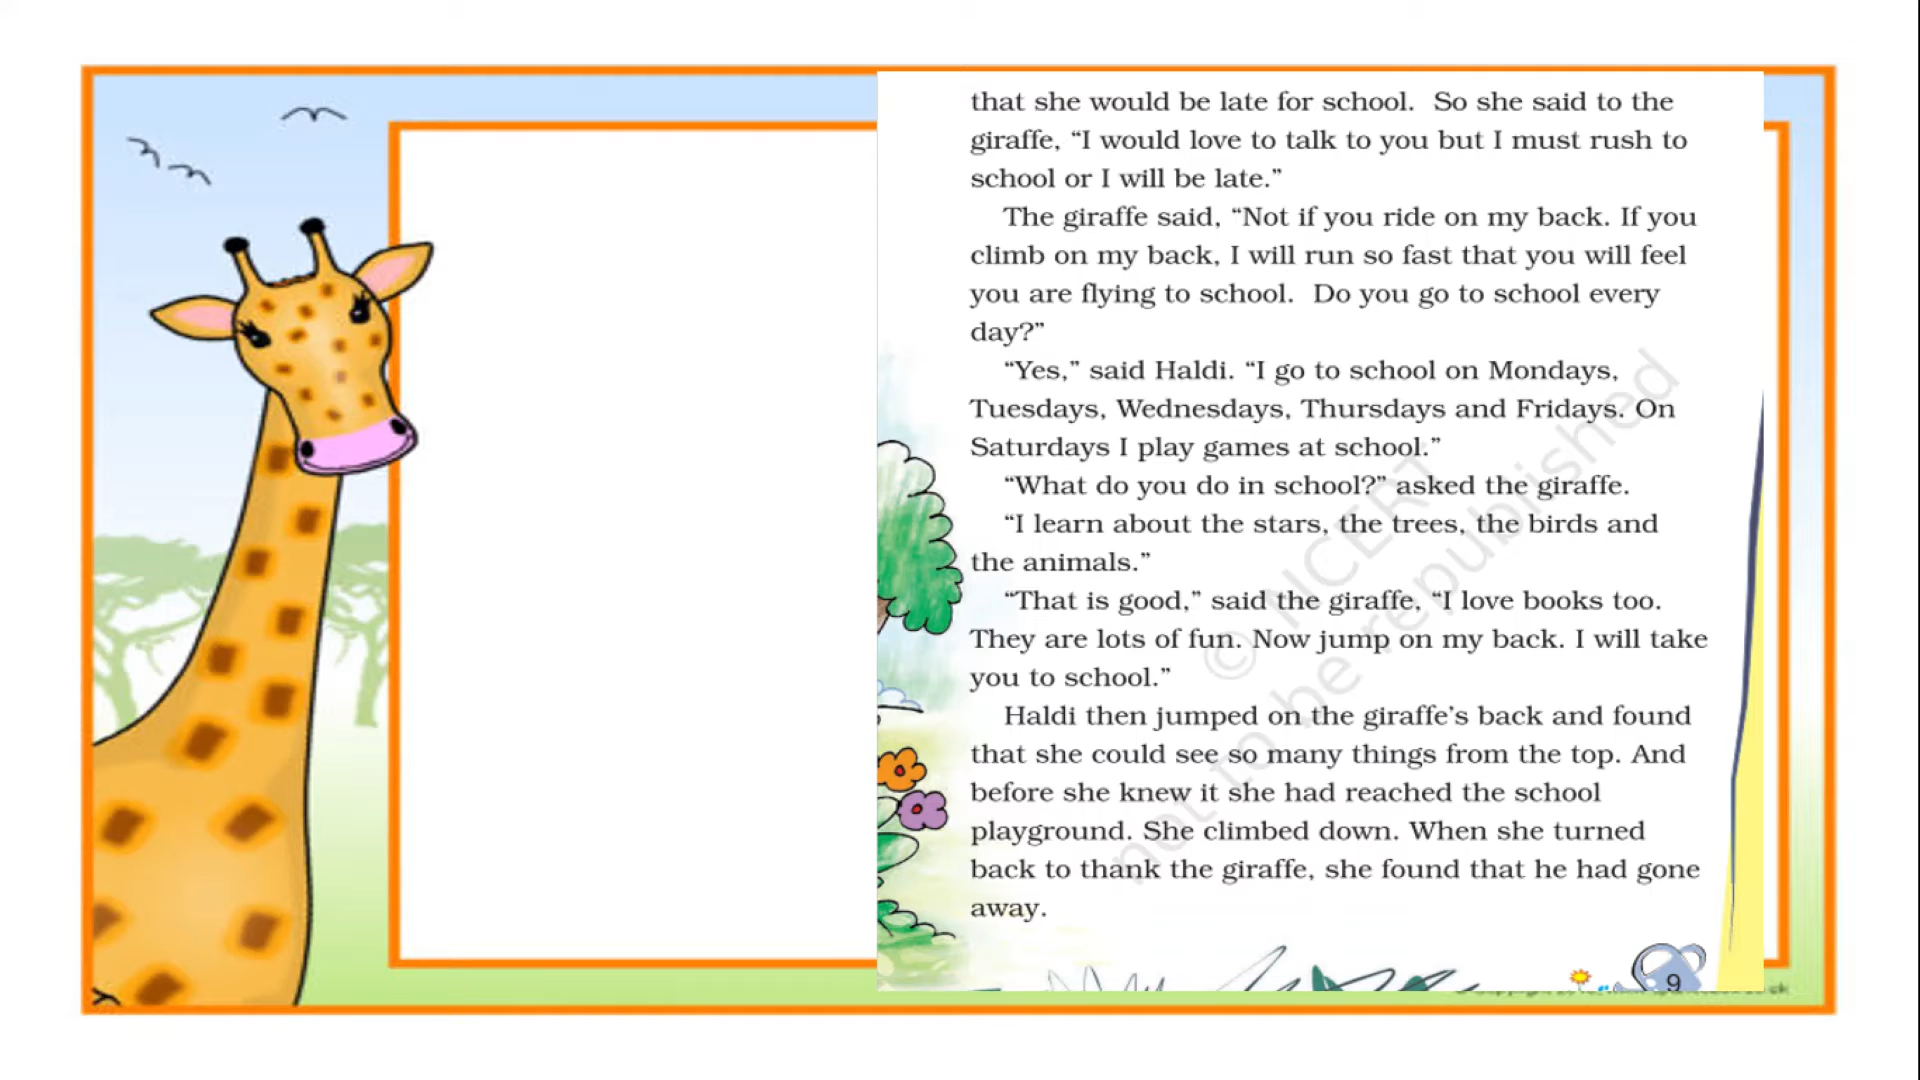 that she would be late for school. So she said to the
giraffe, “I would love to talk to you but I must rush to
school or I will be late.”
The giraffe said, “Not if you ride on my back. If you
climb on my back, I will run so fast that you will feel
you are flying to school. Do you go to school every
day?”
“Yes,” said Haldi. “I go to school on Mondays,
Tuesdays, Wednesdays, Thursdays and Fridays. On
Saturdays I play games at school.”
“What do you do in school?” asked the giraffe.
“I learn about the stars, the trees, the birds and
the animals.”
“That is good,” said the giraffe, “I love books too.
They are lots of fun. Now jump on my back. I will take
you to school.”
Haldi then jumped on the giraffe’s back and found
that she could see so many things from the top. And
before she knew it she had reached the school
playground. She climbed down. When she turned
back to thank the giraffe, she found that he had gone
away.
© NCERT
not to be republished
9